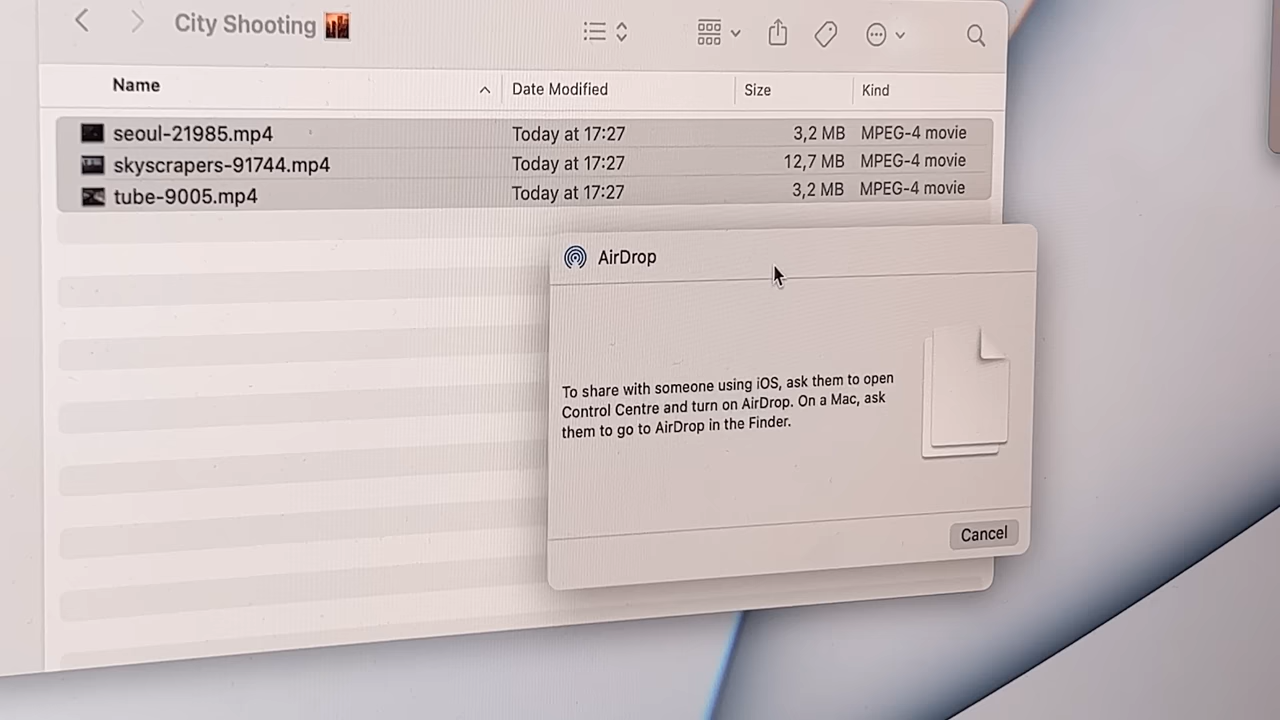 City Shooting 🌇
Name Date Modified Size Kind
seoul-21985.mp4 Today at 17:27 3,2 MB MPEG-4 movie
skyscrapers-91744.mp4 Today at 17:27 12,7 MB MPEG-4 movie
tube-9005.mp4 Today at 17:27 3,2 MB MPEG-4 movie
AirDrop
To share with someone using iOS, ask them to open
Control Centre and turn on AirDrop. On a Mac, ask
them to go to AirDrop in the Finder.
Cancel